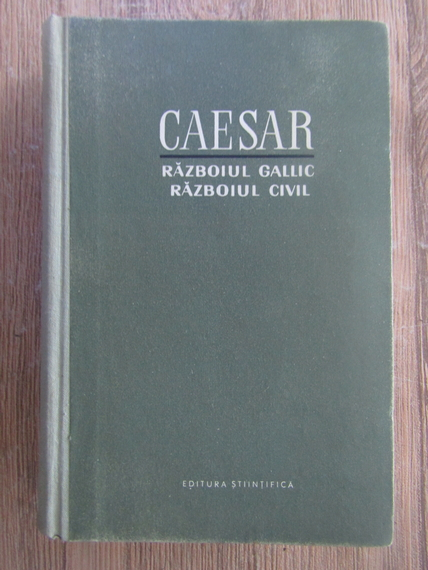 CAESAR
RĂZBOIUL GALLIC
RĂZBOIUL CIVIL
EDITURA ȘTIINȚIFICĂ